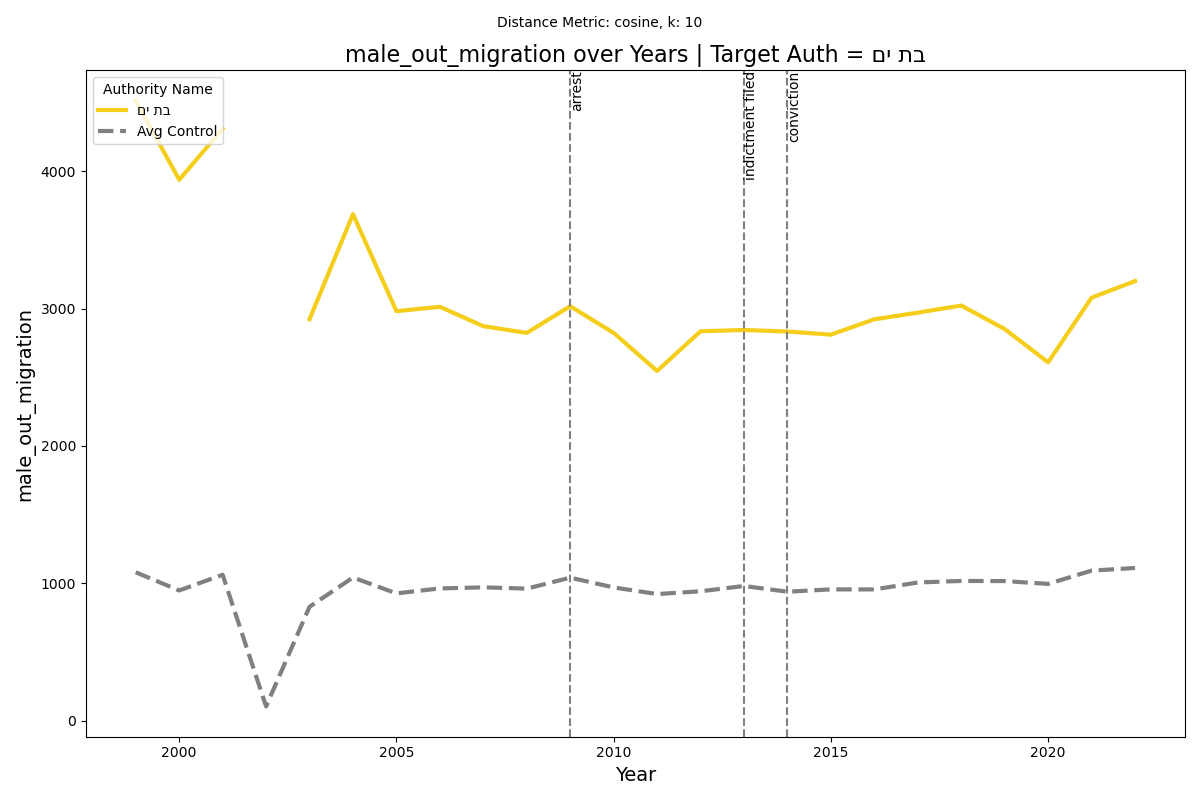 Distance Metric: cosine, k: 10
male_out_migration over Years | Target Auth = בת ים
Authority Name
בת ים
Avg Control
arrest
indictment filed
conviction
male_out_migration
4000
3000
2000
1000
0
2000 2005 2010 2015 2020
Year